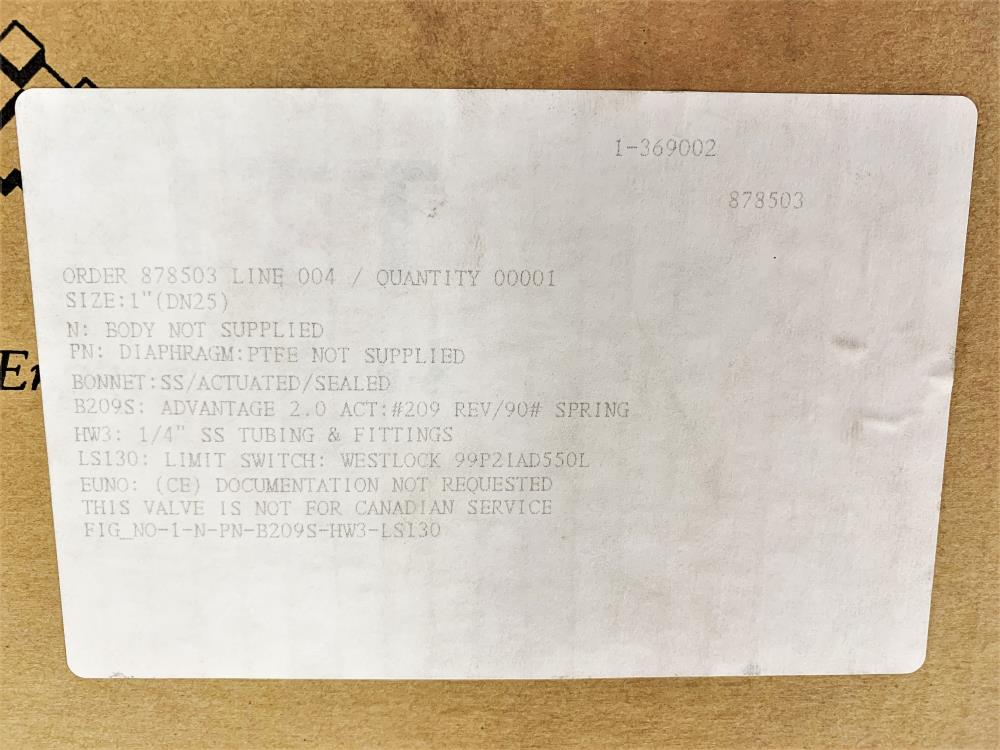 1-369002
878503
ORDER 878503 LINE 004 / QUANTITY 00001
SIZE:1"(DN25)
N: BODY NOT SUPPLIED
PN: DIAPHRAGM:PTFE NOT SUPPLIED
BONNET:SS/ACTUATED/SEALED
B209S: ADVANTAGE 2.0 ACT:#209 REV/90# SPRING
HW3: 1/4" SS TUBING & FITTINGS
LS130: LIMIT SWITCH: WESTLOCK 99P2IAD550L
EUNO: (CE) DOCUMENTATION NOT REQUESTED
THIS VALVE IS NOT FOR CANADIAN SERVICE
FIG_NO-1-N-PN-B209S-HW3-LS130